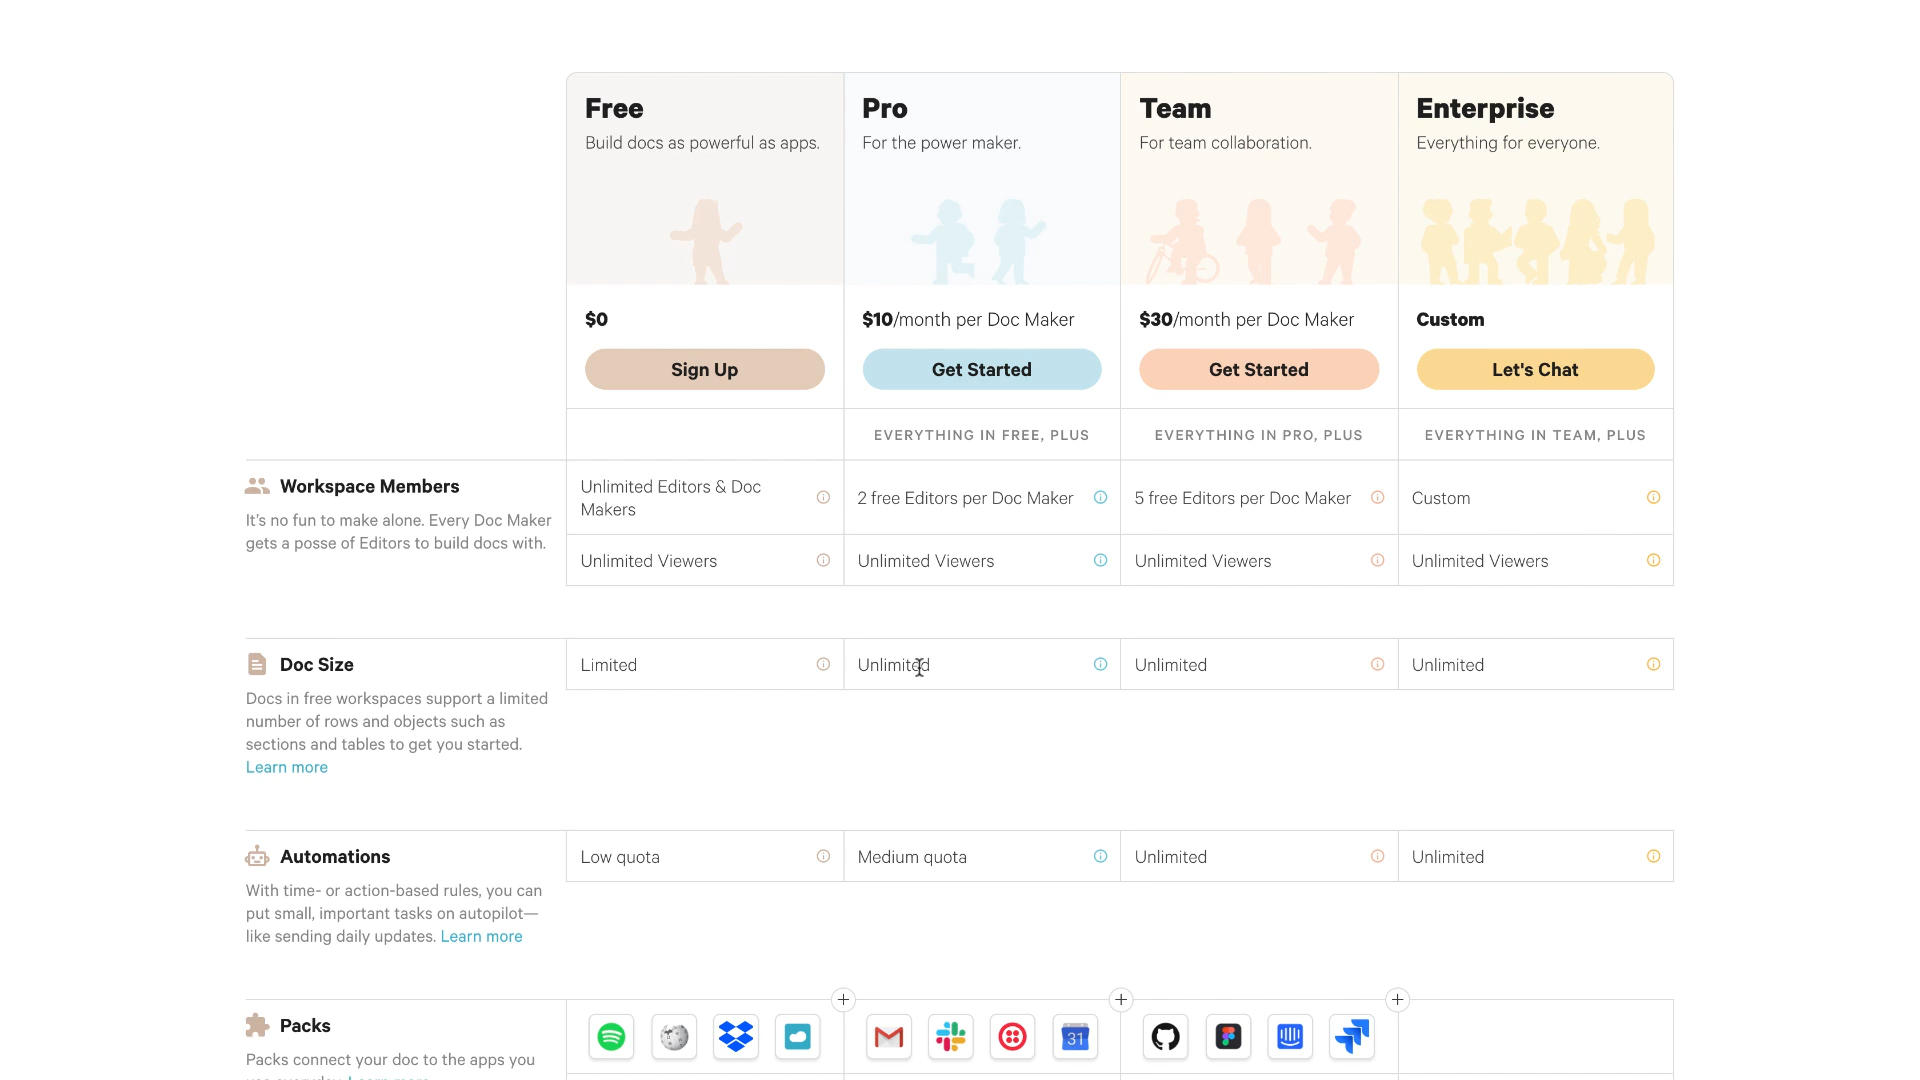 Free
Build docs as powerful as apps.
Pro
For the power maker.
Team
For team collaboration.
Enterprise
Everything for everyone.
$0
$10/month per Doc Maker
$30/month per Doc Maker
Custom
Sign Up
Get Started
Get Started
Let's Chat
EVERYTHING IN FREE, PLUS
EVERYTHING IN PRO, PLUS
EVERYTHING IN TEAM, PLUS
Workspace Members
It's no fun to make alone. Every Doc Maker
gets a posse of Editors to build docs with.
Unlimited Editors & Doc
Makers
2 free Editors per Doc Maker
5 free Editors per Doc Maker
Custom
Unlimited Viewers
Unlimited Viewers
Unlimited Viewers
Unlimited Viewers
Doc Size
Docs in free workspaces support a limited
number of rows and objects such as
sections and tables to get you started.
Learn more
Limited
Unlimited
Unlimited
Unlimited
Automations
With time- or action-based rules, you can
put small, important tasks on autopilot—
like sending daily updates. Learn more
Low quota
Medium quota
Unlimited
Unlimited
Packs
Packs connect your doc to the apps you
31